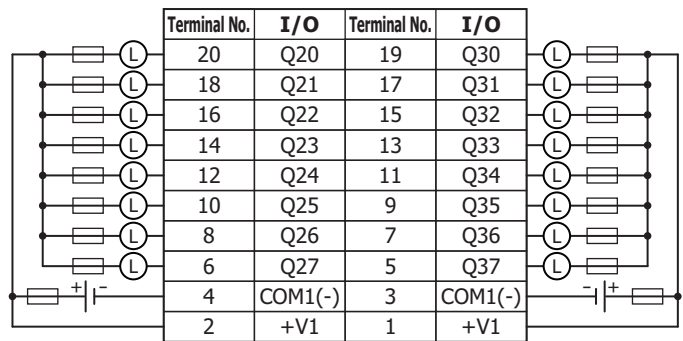 Terminal No. I/O Terminal No. I/O
L 20 Q20 19 Q30 L
L 18 Q21 17 Q31 L
L 16 Q22 15 Q32 L
L 14 Q23 13 Q33 L
L 12 Q24 11 Q34 L
L 10 Q25 9 Q35 L
L 8 Q26 7 Q36 L
L 6 Q27 5 Q37 L
+ - 4 COM1(-) 3 COM1(-) - +
2 +V1 1 +V1